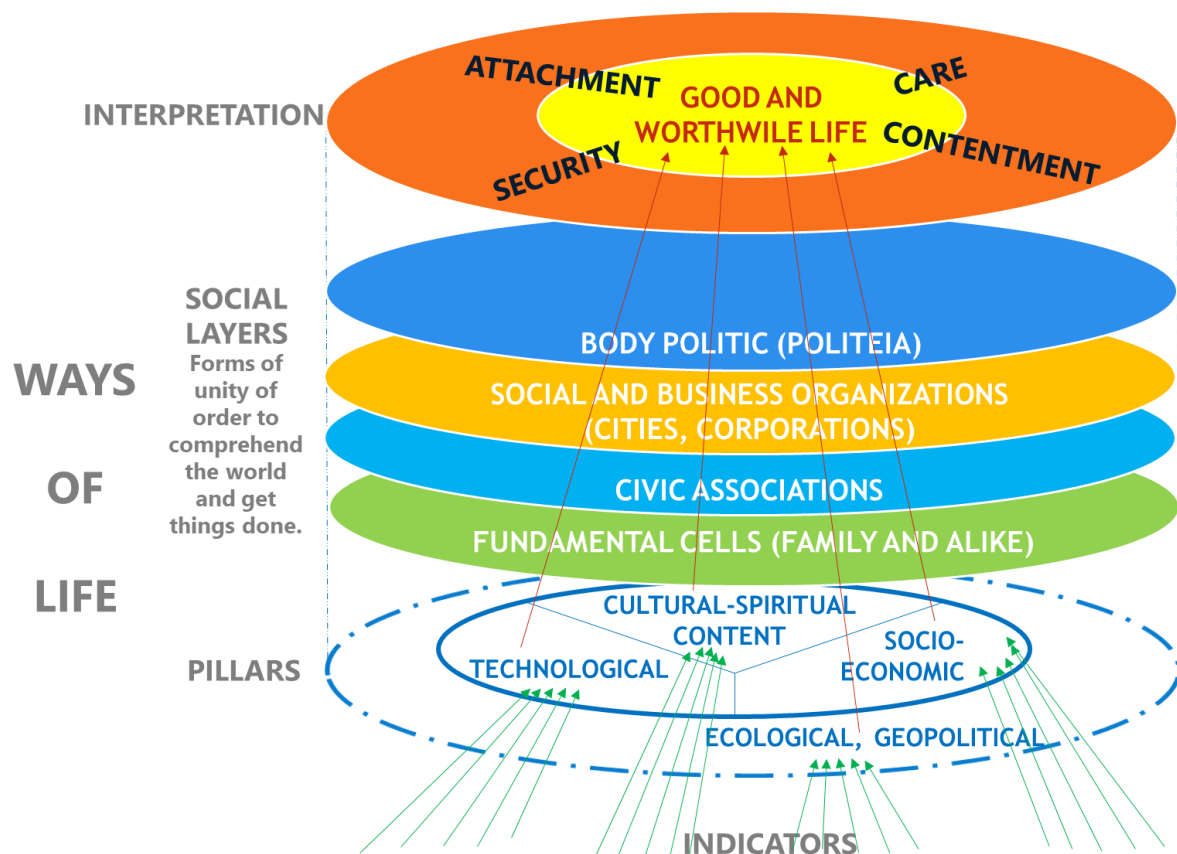 ATTACHMENT
CARE
GOOD AND
WORTHWILE LIFE
INTERPRETATION
SECURITY
CONTENTMENT
SOCIAL
LAYERS
Forms of
unity of
order to
comprehend
the world
and get
things done.
WAYS
OF
LIFE
BODY POLITIC (POLITEIA)
SOCIAL AND BUSINESS ORGANIZATIONS
(CITIES, CORPORATIONS)
CIVIC ASSOCIATIONS
FUNDAMENTAL CELLS (FAMILY AND ALIKE)
PILLARS
CULTURAL-SPIRITUAL
CONTENT
TECHNOLOGICAL
SOCIO-
ECONOMIC
ECOLOGICAL, GEOPOLITICAL
INDICATORS